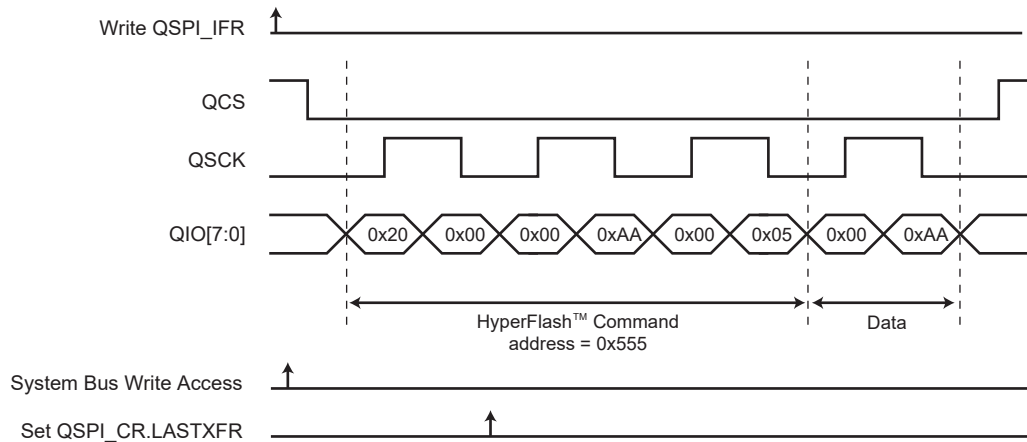 Write QSPI_IFR
QCS
QSCK
QIO[7:0]
0x20 0x00 0x00 0xAA 0x00 0x05 0x00 0xAA
HyperFlash™ Command
address = 0x555
Data
System Bus Write Access
Set QSPI_CR.LASTXFR